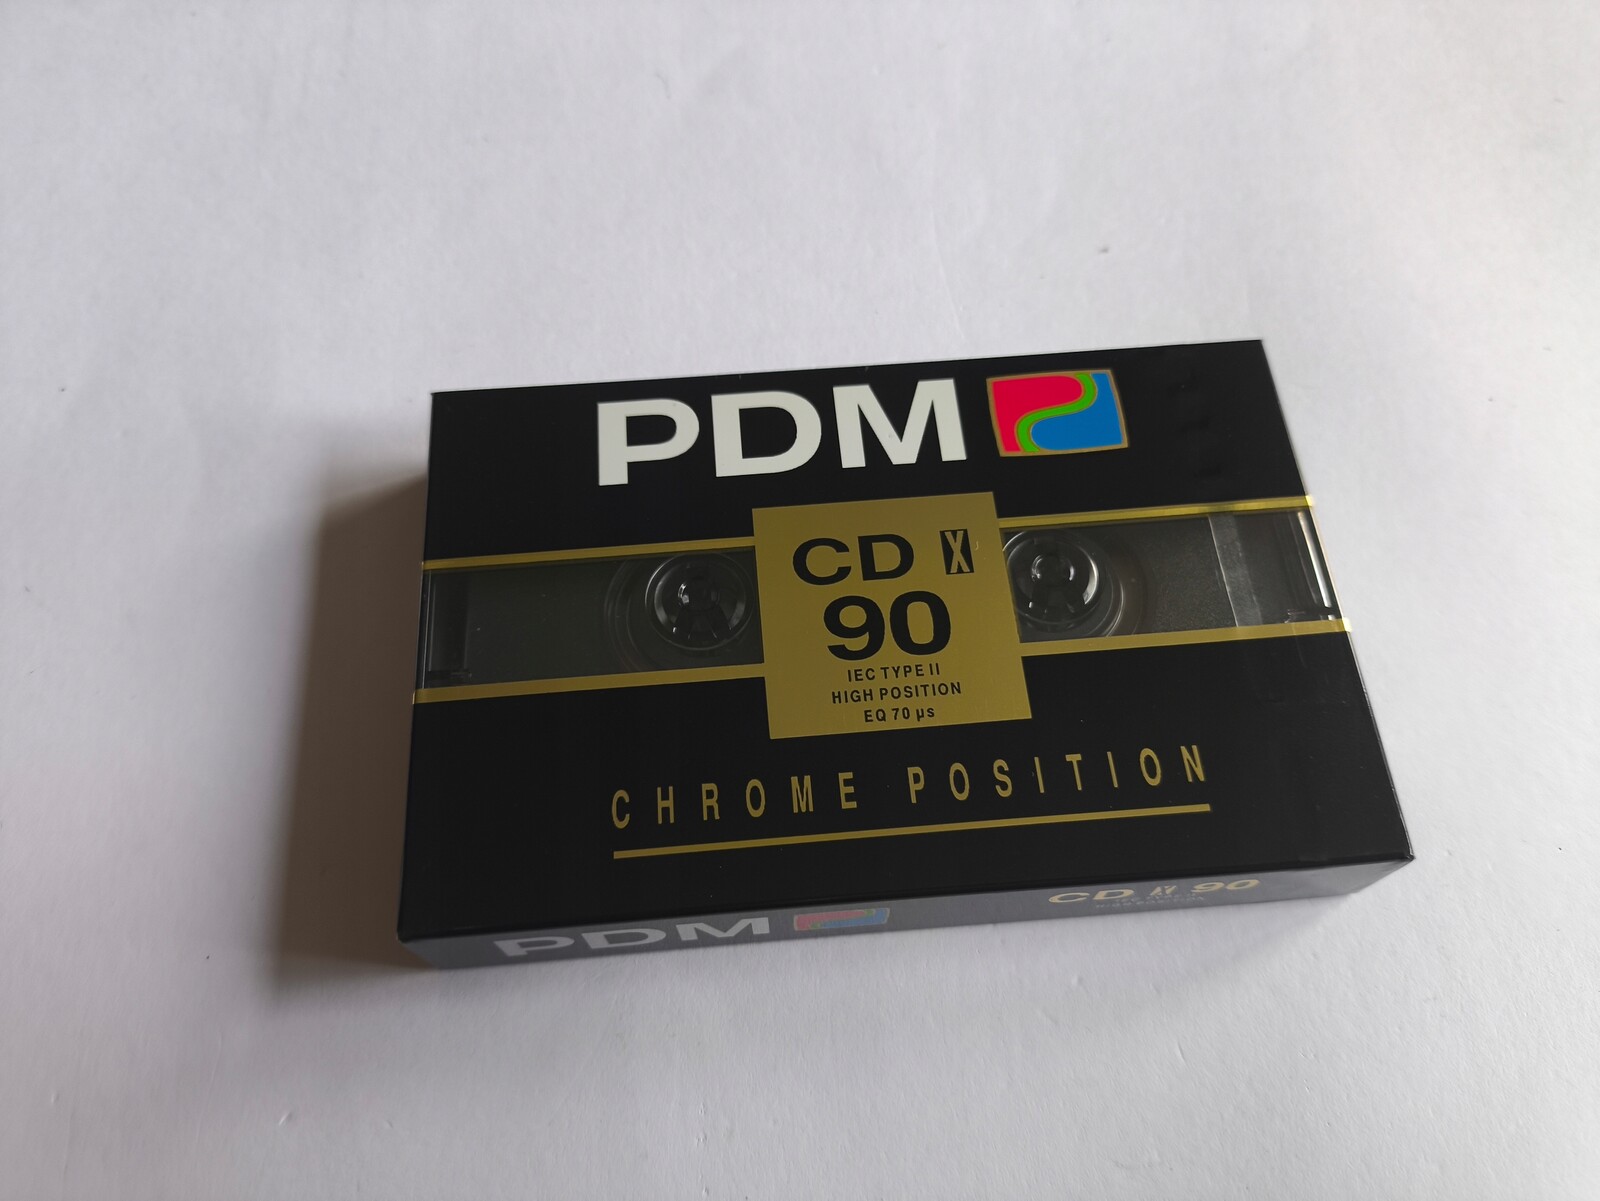 PDM
CD X
90
IEC TYPE II
HIGH POSITION
EQ 70 µs
CHROME POSITION
PDM
CD X 90